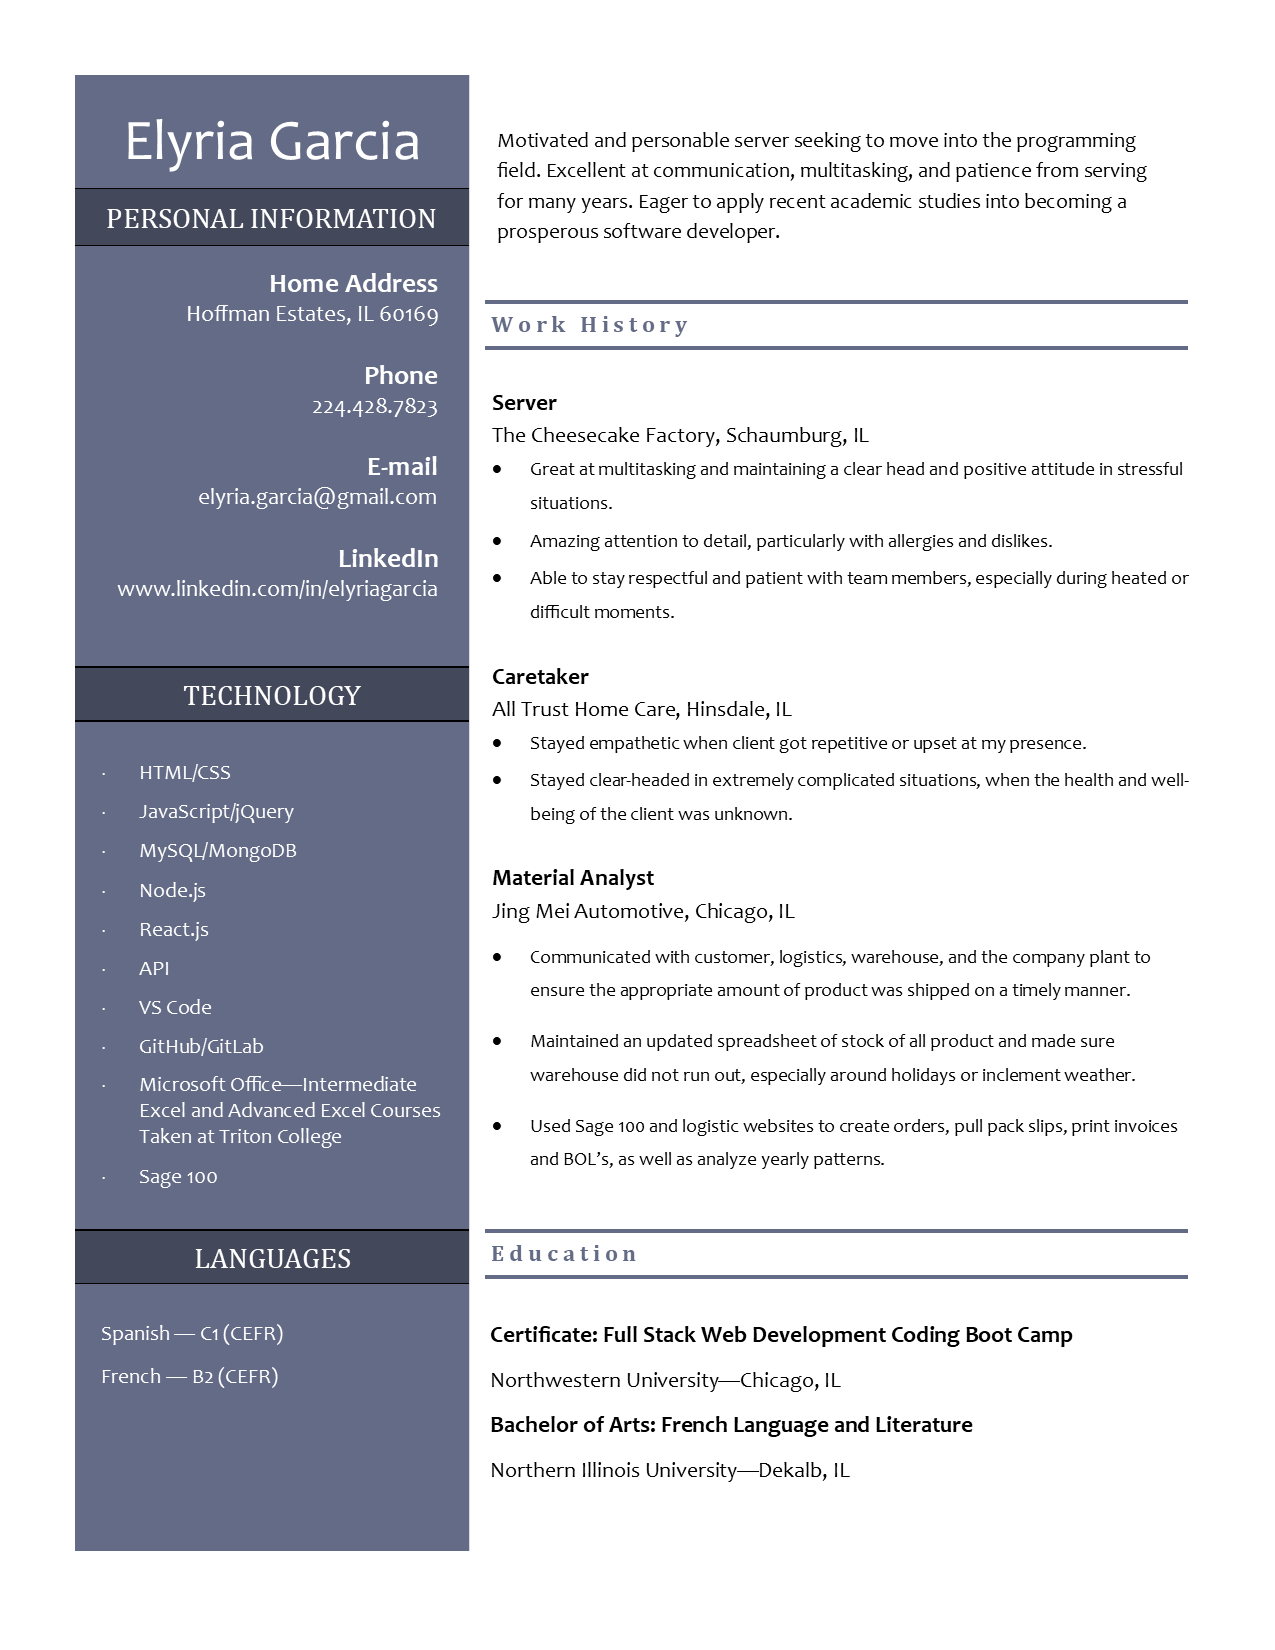 Elyria Garcia
PERSONAL INFORMATION
Home Address
Hoffman Estates, IL 60169
Phone
224.428.7823
E-mail
elyria.garcia@gmail.com
LinkedIn
www.linkedin.com/in/elyriagarcia
TECHNOLOGY
· HTML/CSS
· JavaScript/jQuery
· MySQL/MongoDB
· Node.js
· React.js
· API
· VS Code
· GitHub/GitLab
· Microsoft Office—Intermediate
Excel and Advanced Excel Courses
Taken at Triton College
· Sage 100
LANGUAGES
Spanish — C1 (CEFR)
French — B2 (CEFR)
Motivated and personable server seeking to move into the programming
field. Excellent at communication, multitasking, and patience from serving
for many years. Eager to apply recent academic studies into becoming a
prosperous software developer.
Work History
Server
The Cheesecake Factory, Schaumburg, IL
• Great at multitasking and maintaining a clear head and positive attitude in stressful
situations.
• Amazing attention to detail, particularly with allergies and dislikes.
• Able to stay respectful and patient with team members, especially during heated or
difficult moments.
Caretaker
All Trust Home Care, Hinsdale, IL
• Stayed empathetic when client got repetitive or upset at my presence.
• Stayed clear-headed in extremely complicated situations, when the health and well-
being of the client was unknown.
Material Analyst
Jing Mei Automotive, Chicago, IL
• Communicated with customer, logistics, warehouse, and the company plant to
ensure the appropriate amount of product was shipped on a timely manner.
• Maintained an updated spreadsheet of stock of all product and made sure
warehouse did not run out, especially around holidays or inclement weather.
• Used Sage 100 and logistic websites to create orders, pull pack slips, print invoices
and BOL’s, as well as analyze yearly patterns.
Education
Certificate: Full Stack Web Development Coding Boot Camp
Northwestern University—Chicago, IL
Bachelor of Arts: French Language and Literature
Northern Illinois University—Dekalb, IL